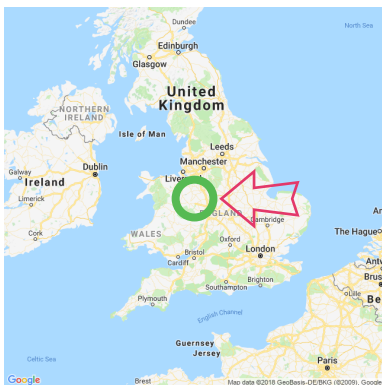 Dundee
North Sea
Edinburgh
Glasgow
United
Kingdom
NORTHERN
IRELAND
Isle of Man
Leeds
Manchester
Dublin
Galway
Ireland
Limerick
Cork
WALES
Cambridge
The Hague
Oxford
London
Bristol
Cardiff
Brighton
Southampton
Plymouth
Lille
English Channel
Guernsey
Jersey
Celtic Sea
Paris
Brest
Google
Map data ©2018 GeoBasis-DE/BKG (©2009), Google